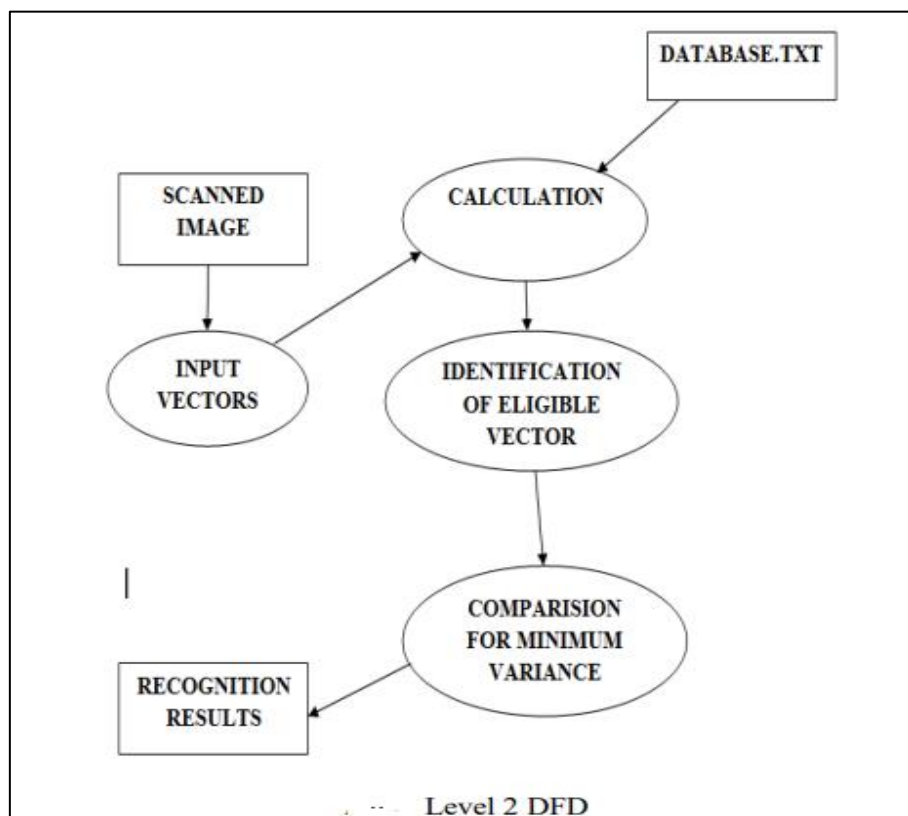 DATABASE.TXT
SCANNED
IMAGE
CALCULATION
INPUT
VECTORS
IDENTIFICATION
OF ELIGIBLE
VECTOR
COMPARISION
FOR MINIMUM
VARIANCE
RECOGNITION
RESULTS
Level 2 DFD